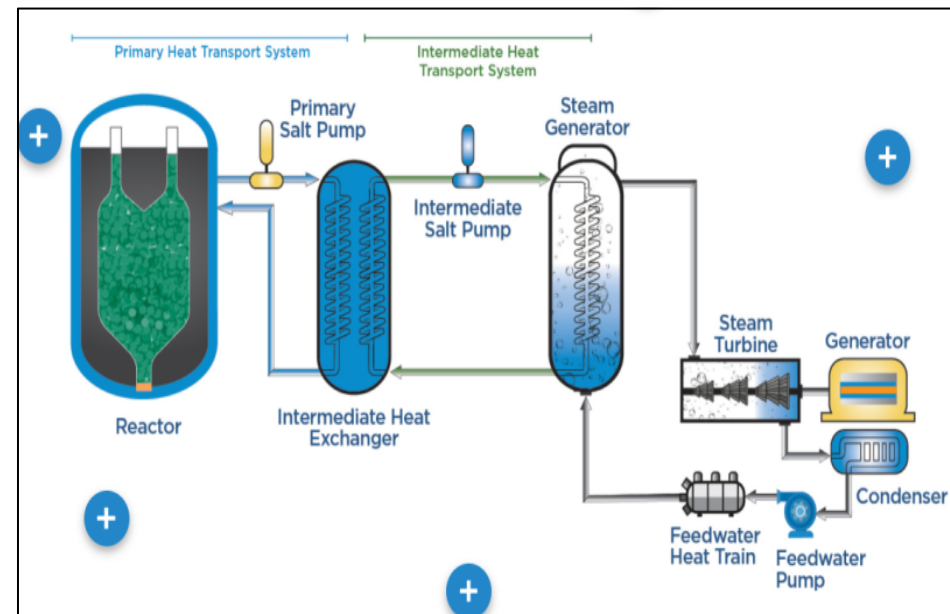 Primary Heat Transport System
Intermediate Heat
Transport System
Primary
Salt Pump
Steam
Generator
Intermediate
Salt Pump
Reactor
Intermediate Heat
Exchanger
Steam
Turbine
Generator
Condenser
Feedwater
Heat Train
Feedwater
Pump